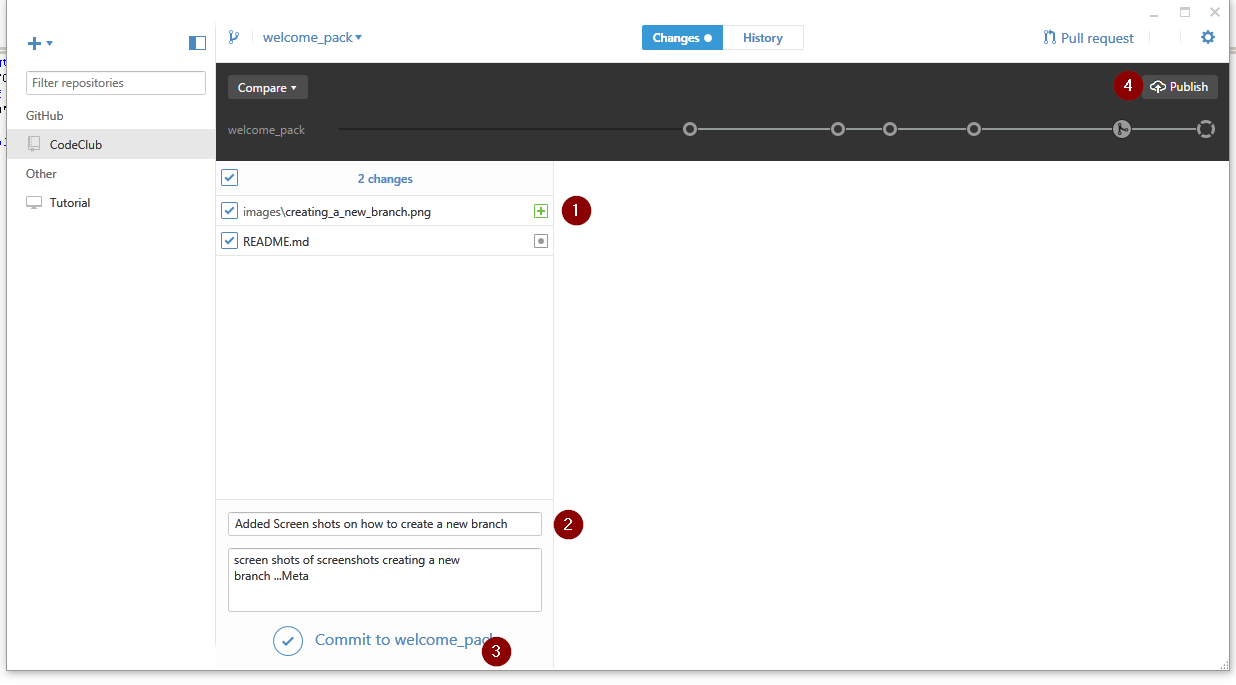 welcome_pack
Changes
History
Pull request
Filter repositories
GitHub
CodeClub
Other
Tutorial
Compare
4
Publish
welcome_pack
2 changes
images\creating_a_new_branch.png
1
README.md
Added Screen shots on how to create a new branch
2
screen shots of screenshots creating a new
branch ...Meta
Commit to welcome_pack
3